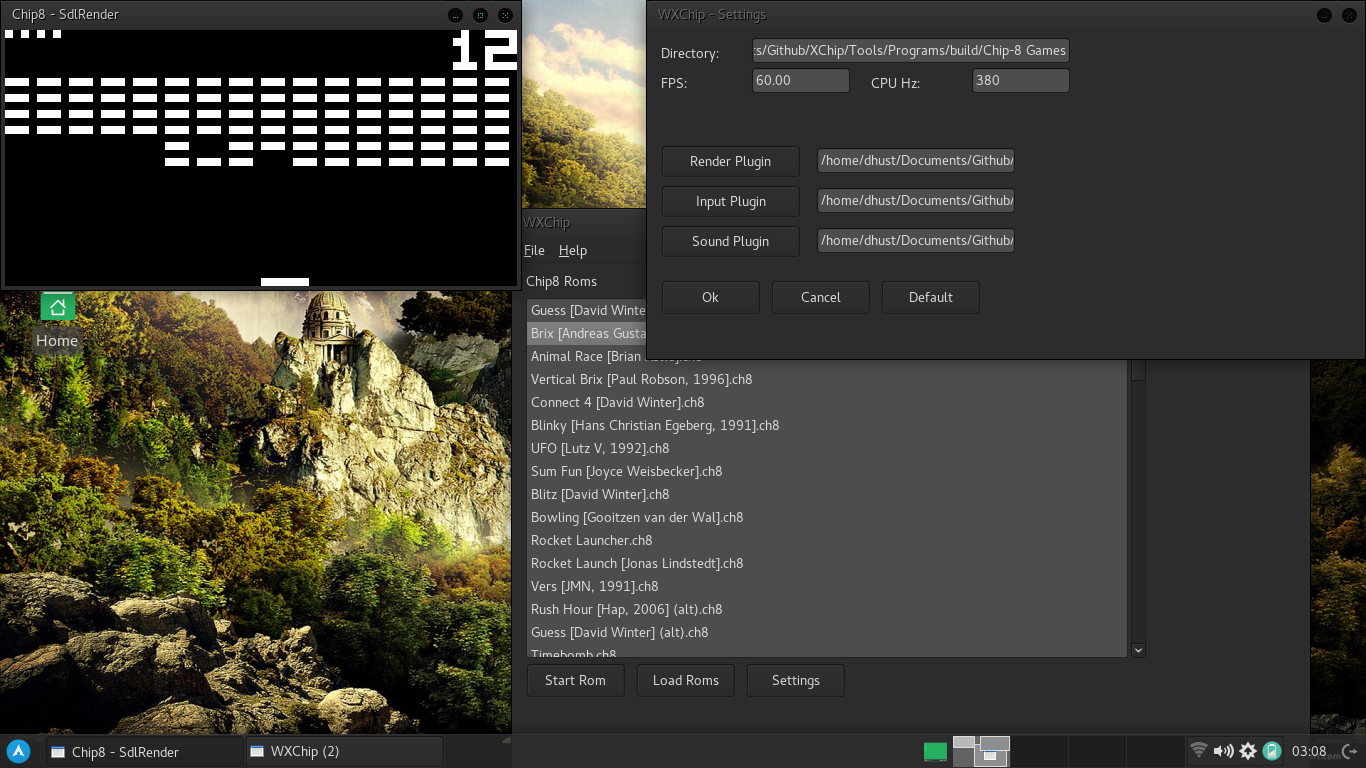 Chip8 - SdlRender
12
WXChip - Settings
Directory:
:s/Github/XChip/Tools/Programs/build/Chip-8 Games
FPS:
60.00
CPU Hz:
380
Render Plugin
/home/dhust/Documents/Github/
Input Plugin
/home/dhust/Documents/Github/
Sound Plugin
/home/dhust/Documents/Github/
Ok
Cancel
Default
WXChip
File Help
Chip8 Roms
Guess [David Winte
Brix [Andreas Gusta
Animal Race [Brian
Vertical Brix [Paul Robson, 1996].ch8
Connect 4 [David Winter].ch8
Blinky [Hans Christian Egeberg, 1991].ch8
UFO [Lutz V, 1992].ch8
Sum Fun [Joyce Weisbecker].ch8
Blitz [David Winter].ch8
Bowling [Gooitzen van der Wal].ch8
Rocket Launcher.ch8
Rocket Launch [Jonas Lindstedt].ch8
Vers [JMN, 1991].ch8
Rush Hour [Hap, 2006] (alt).ch8
Guess [David Winter] (alt).ch8
Timebomb.ch8
Start Rom
Load Roms
Settings
Home
Chip8 - SdlRender
WXChip (2)
03:08